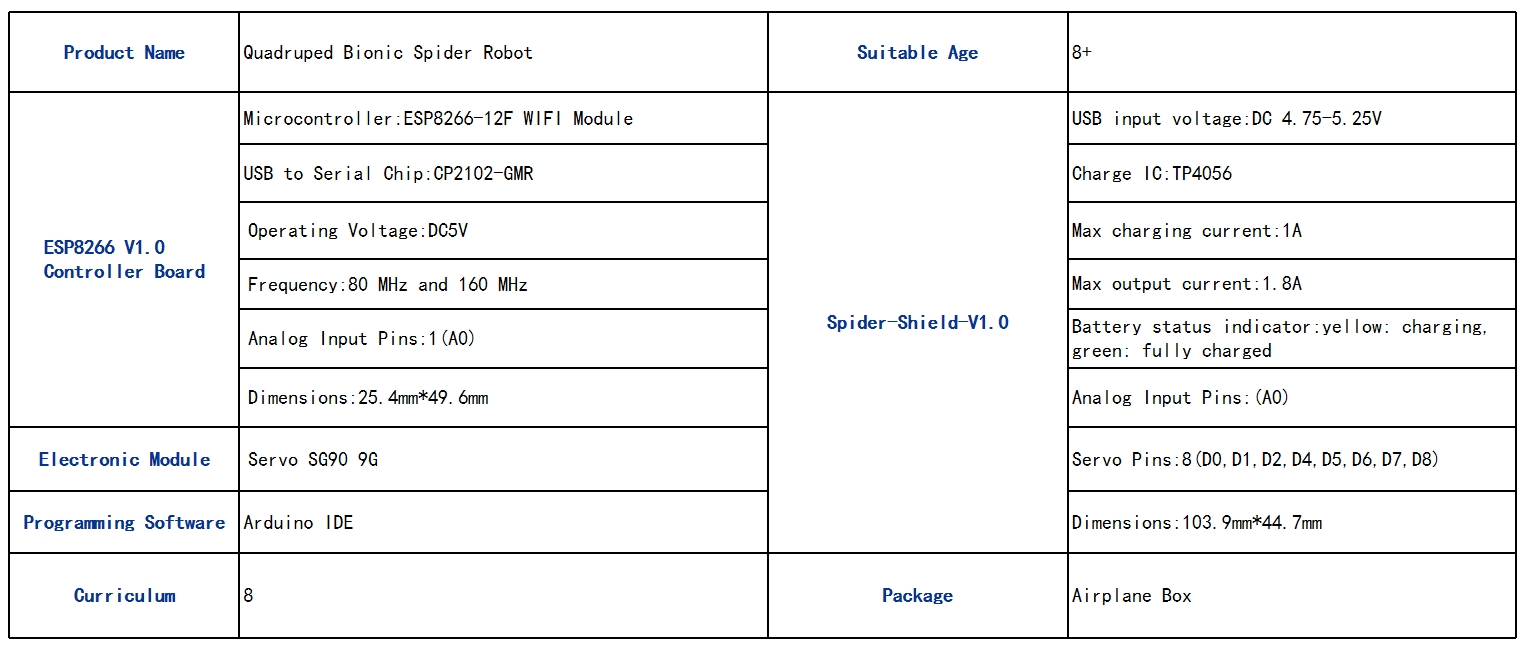 Product Name
Quadruped Bionic Spider Robot
Suitable Age
8+
ESP8266 V1.0
Controller Board
Microcontroller:ESP8266-12F WIFI Module
USB to Serial Chip:CP2102-GMR
Operating Voltage:DC5V
Frequency:80 MHz and 160 MHz
Analog Input Pins:1(A0)
Dimensions:25.4mm*49.6mm
Spider-Shield-V1.0
USB input voltage:DC 4.75-5.25V
Charge IC:TP4056
Max charging current:1A
Max output current:1.8A
Battery status indicator:yellow: charging,
green: fully charged
Analog Input Pins:(A0)
Servo Pins:8(D0,D1,D2,D4,D5,D6,D7,D8)
Dimensions:103.9mm*44.7mm
Electronic Module
Servo SG90 9G
Programming Software
Arduino IDE
Curriculum
8
Package
Airplane Box